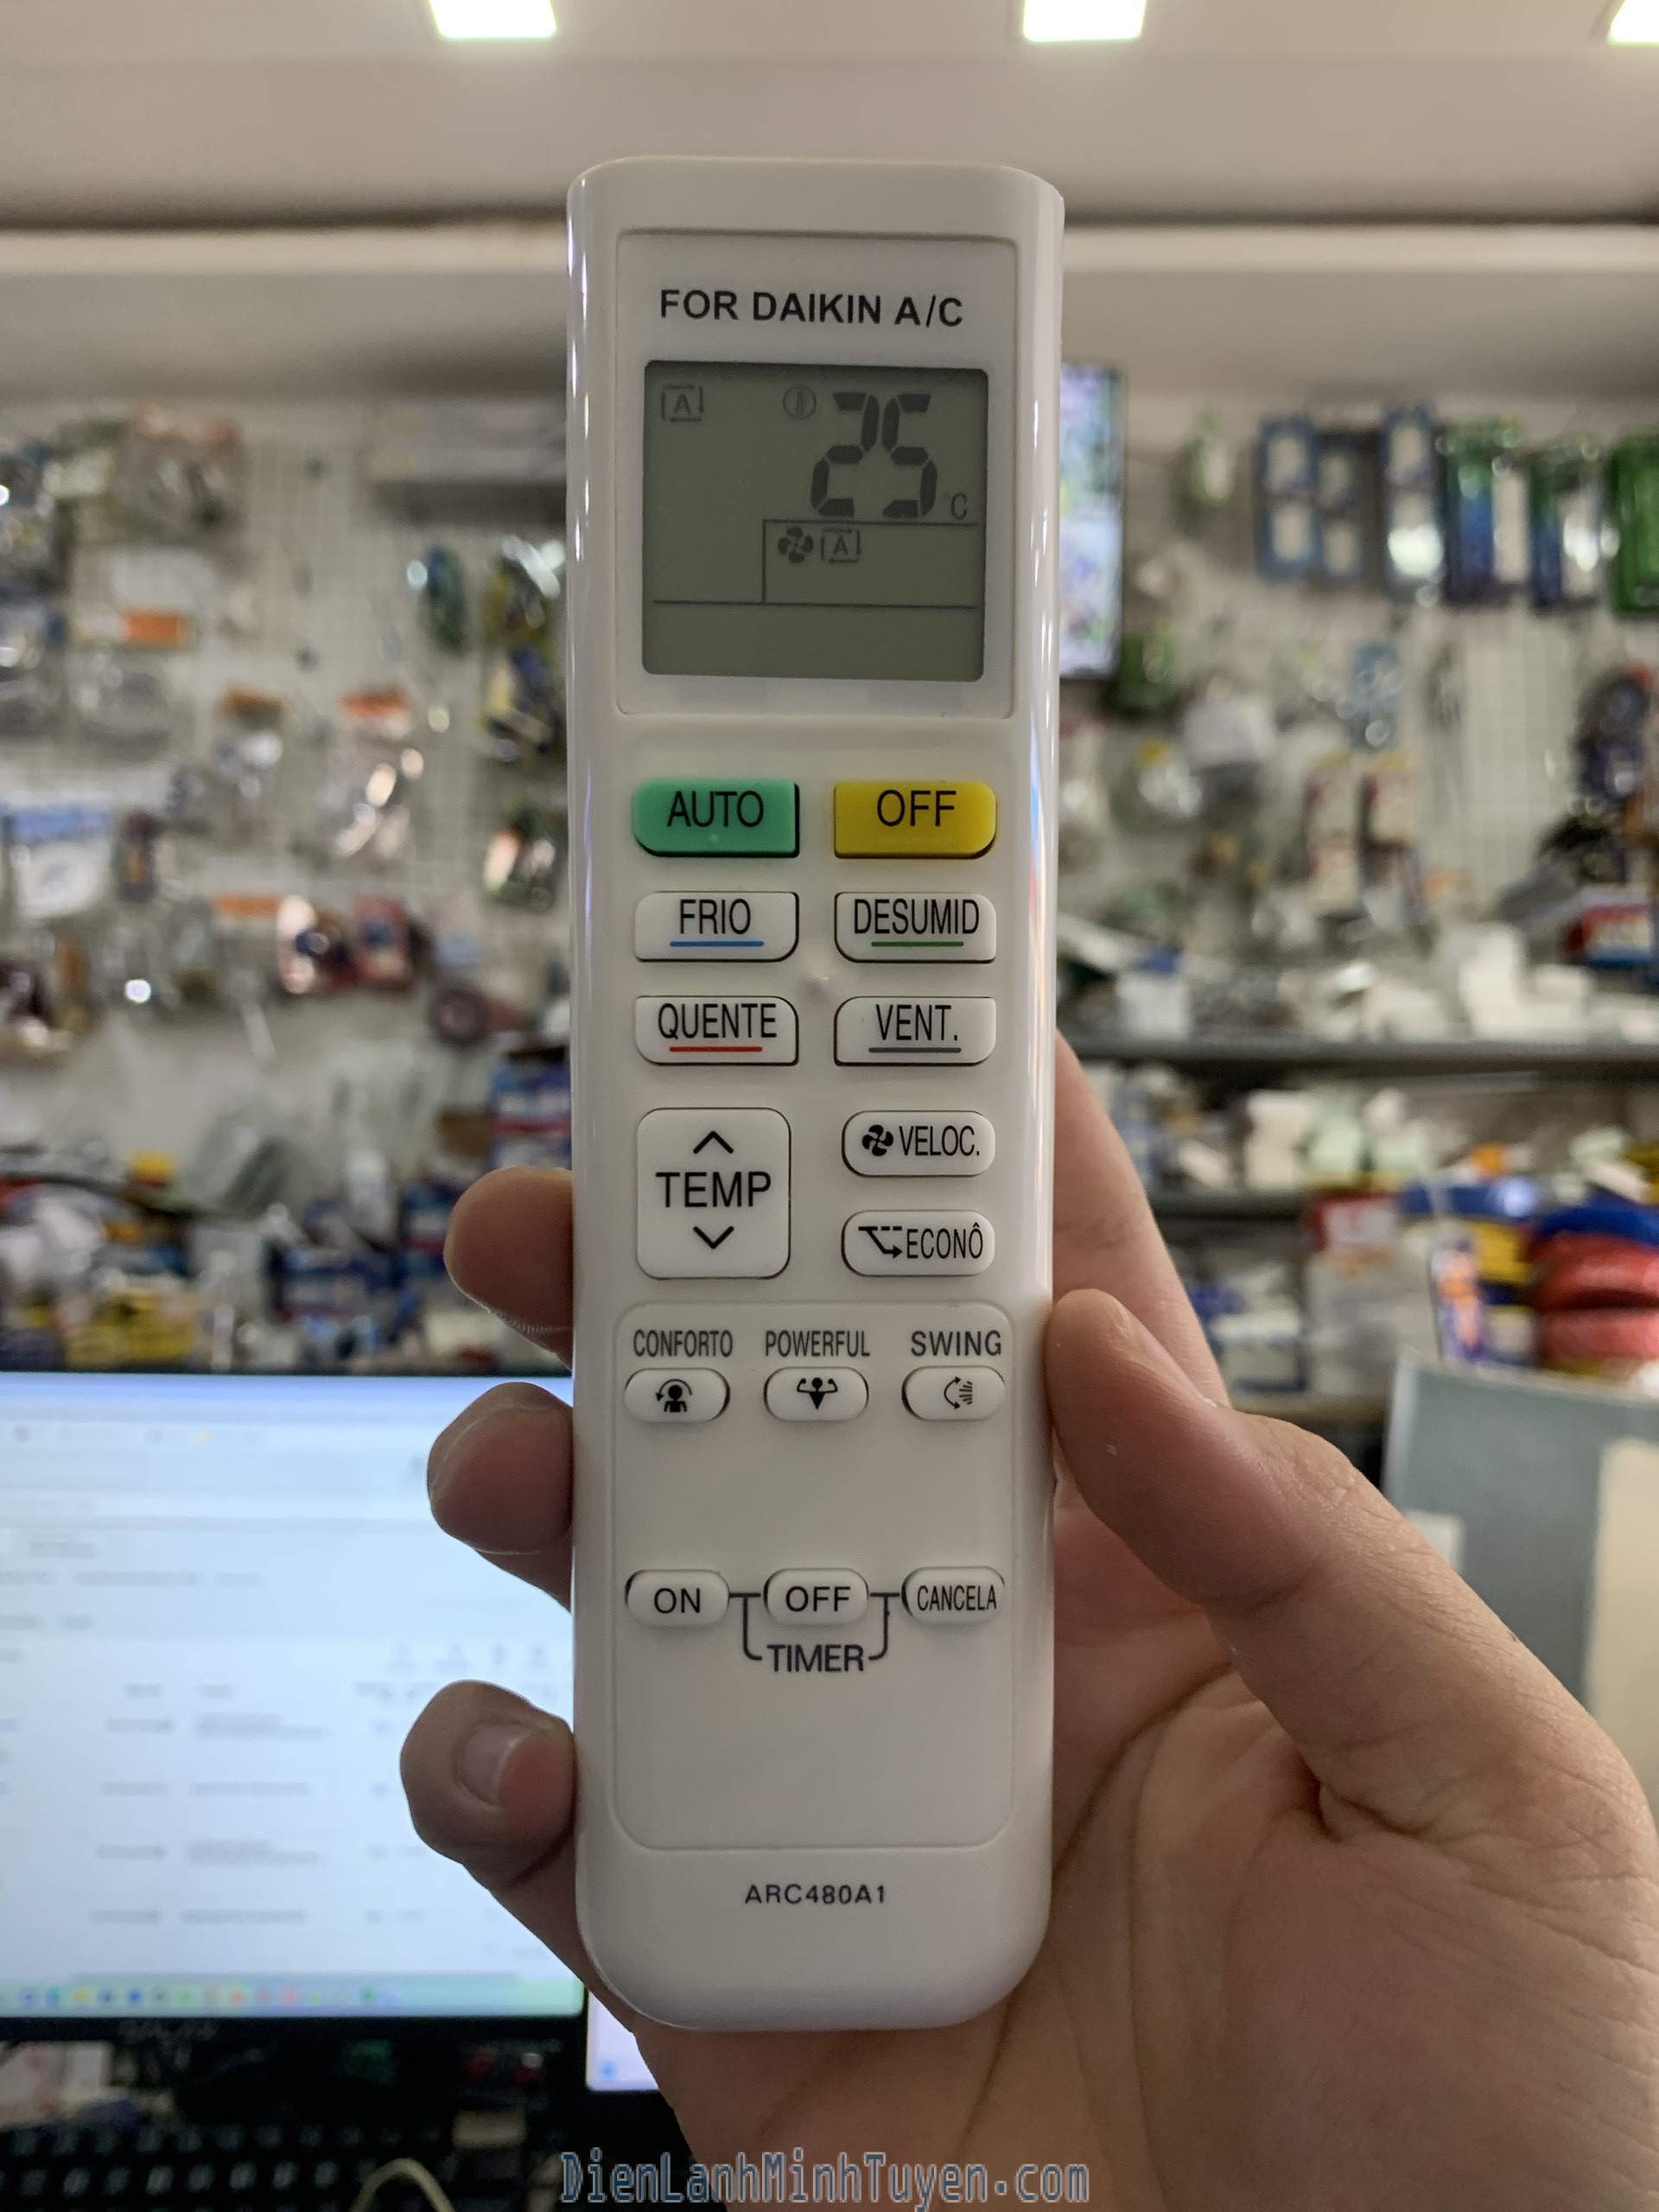 FOR DAIKIN A/C
A
25
°C
A
AUTO OFF
FRIO DESUMID
QUENTE VENT.
TEMP
VELOC.
ECONÔ
CONFORTO POWERFUL SWING
ON OFF CANCELA
TIMER
ARC480A1
DienLanhMinhTuyen.com